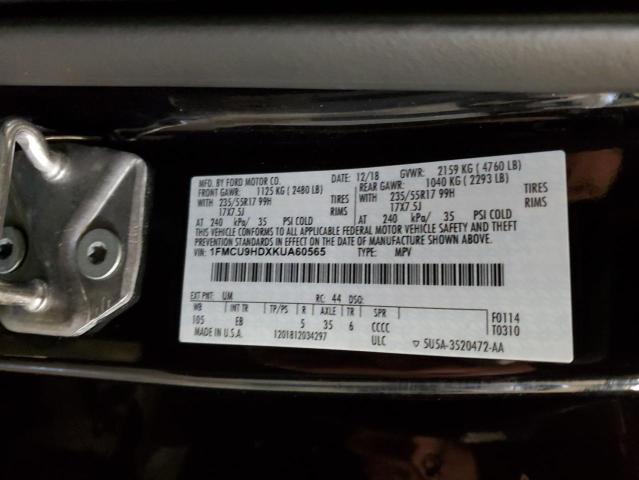 MFD. BY FORD MOTOR CO. 12/18 GVWR: 2159 KG ( 4760 LB)
FRONT GAWR: 1125 KG ( 2480 LB) REAR GAWR: 1040 KG ( 2293 LB)
WITH 235/55R17 99H TIRES WITH 235/55R17 99H TIRES
17X7.5J RIMS 17X7.5J RIMS
AT 240 kPa/ 35 PSI COLD AT 240 kPa/ 35 PSI COLD
THIS VEHICLE CONFORMS TO ALL APPLICABLE FEDERAL MOTOR VEHICLE SAFETY AND THEFT
PREVENTION STANDARDS IN EFFECT ON THE DATE OF MANUFACTURE SHOWN ABOVE.
VIN: 1FMCU9HDXKUA60565 TYPE: MPV
EXT PNT: UM RC: 44 DSO:
WB INT TR TP/PS R AXLE TR SPR
105 EB 5 35 6 CCCC
MADE IN U.S.A. 1201812034297 ULC
F0114
T0310
▽ 5U5A-3520472-AA